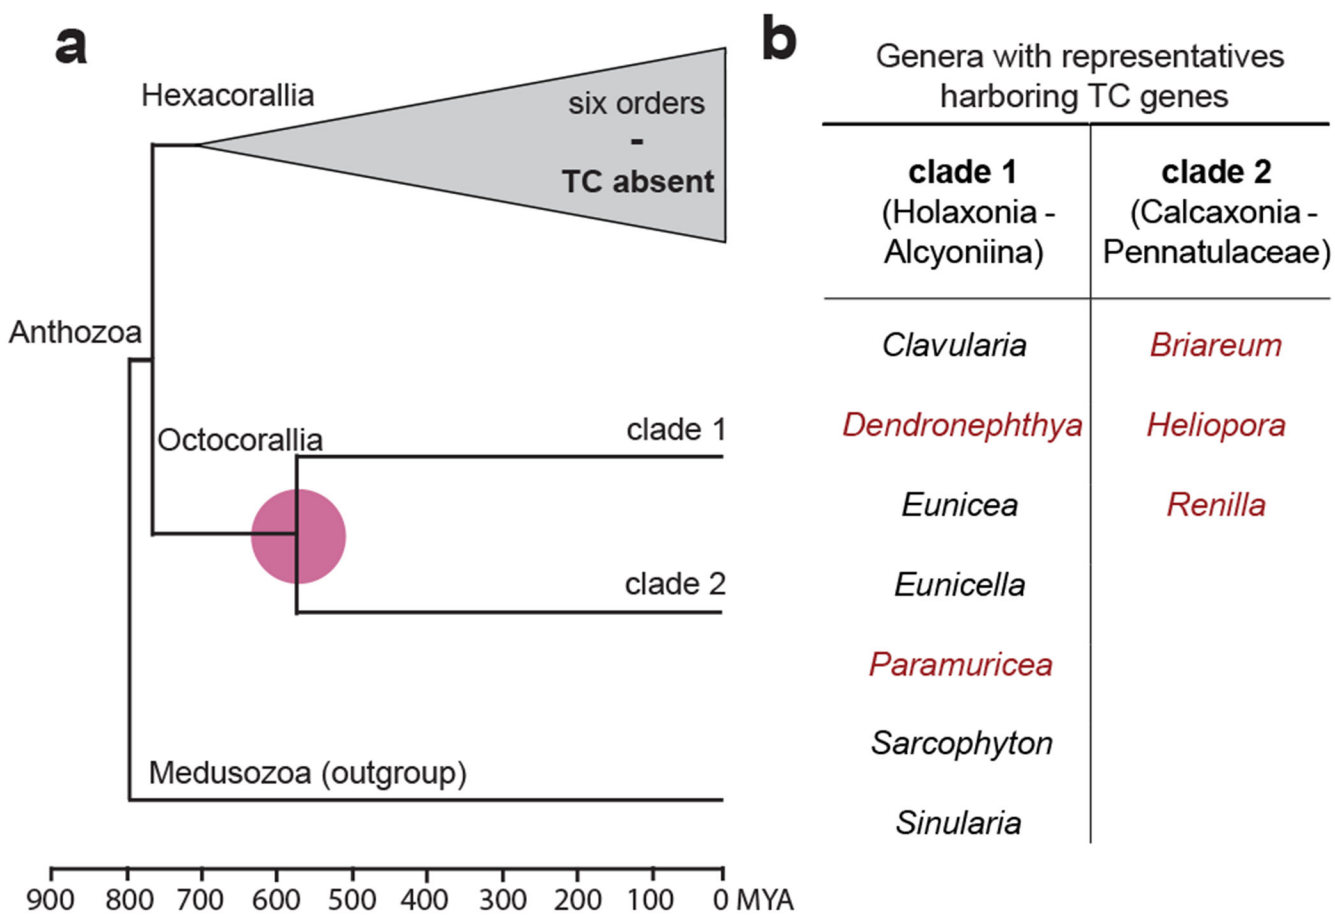 a
Hexacorallia
six orders
-
TC absent
Anthozoa
Octocorallia
clade 1
clade 2
Medusozoa (outgroup)
900 800 700 600 500 400 300 200 100 0 MYA
b
Genera with representatives
harboring TC genes
clade 1
(Holaxonia -
Alcyoniina)
clade 2
(Calcaxonia -
Pennatulaceae)
Clavularia
Briareum
Dendronephthya
Heliopora
Eunicea
Renilla
Eunicella
Paramuricea
Sarcophyton
Sinularia